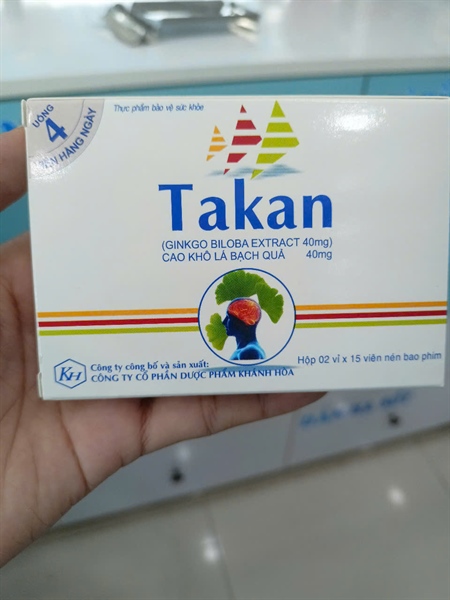 UỐNG
4
VIÊN HÀNG NGÀY
Thực phẩm bảo vệ sức khỏe
Takan
(GINKGO BILOBA EXTRACT 40mg)
CAO KHÔ LÁ BẠCH QUẢ 40mg
Hộp 02 vỉ x 15 viên nén bao phim
KH
Công ty công bố và sản xuất:
CÔNG TY CỔ PHẦN DƯỢC PHẨM KHÁNH HÒA